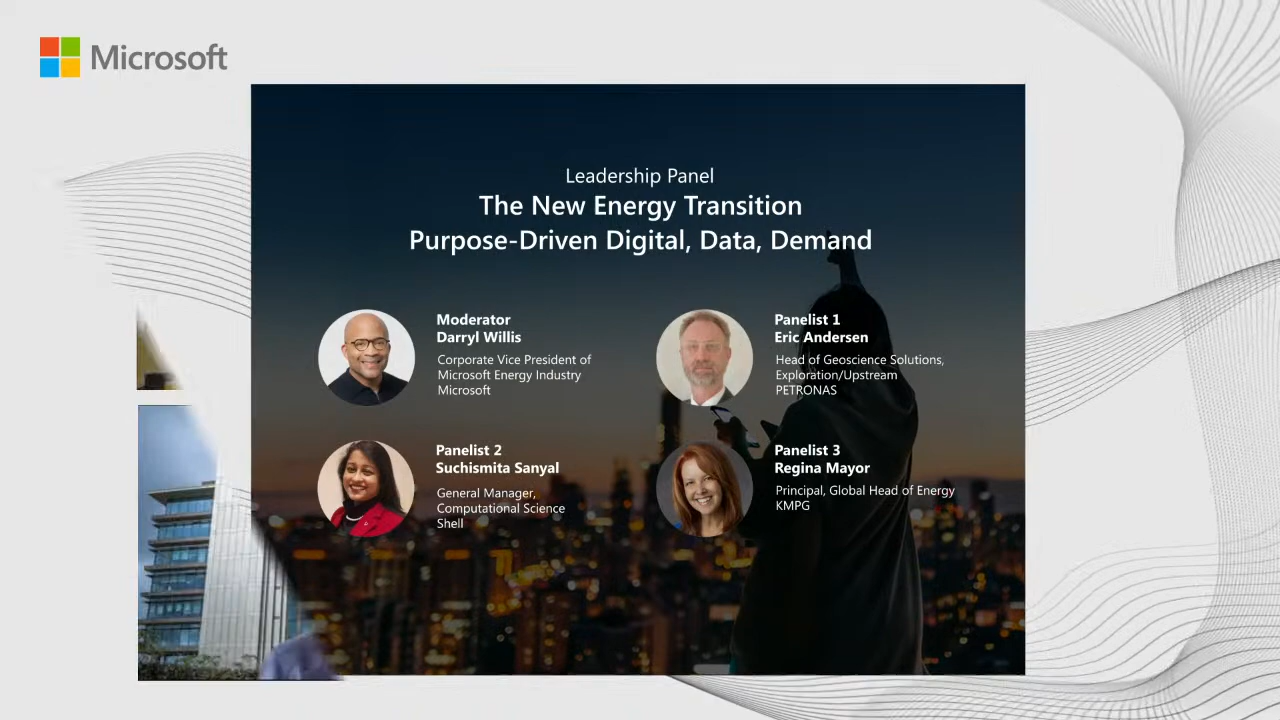 Microsoft
Leadership Panel
The New Energy Transition
Purpose-Driven Digital, Data, Demand
Moderator
Darryl Willis
Corporate Vice President of
Microsoft Energy Industry
Microsoft
Panelist 1
Eric Andersen
Head of Geoscience Solutions,
Exploration/Upstream
PETRONAS
Panelist 2
Suchismita Sanyal
General Manager,
Computational Science
Shell
Panelist 3
Regina Mayor
Principal, Global Head of Energy
KMPG